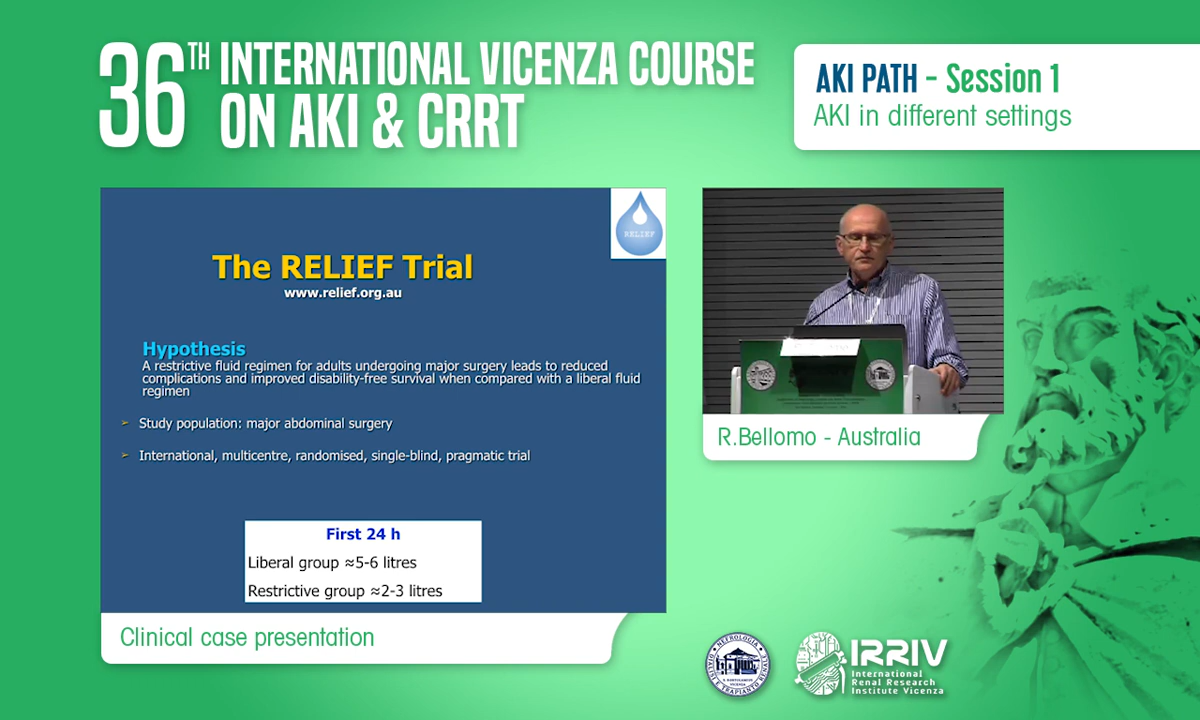 36TH INTERNATIONAL VICENZA COURSE
ON AKI & CRRT
AKI PATH - Session 1
AKI in different settings
RELIEF
The RELIEF Trial
www.relief.org.au
Hypothesis
A restrictive fluid regimen for adults undergoing major surgery leads to reduced
complications and improved disability-free survival when compared with a liberal fluid
regimen
➢ Study population: major abdominal surgery
➢ International, multicentre, randomised, single-blind, pragmatic trial
First 24 h
Liberal group ≈5-6 litres
Restrictive group ≈2-3 litres
R.Bellomo - Australia
Clinical case presentation
IRRIV
International
Renal Research
Institute Vicenza